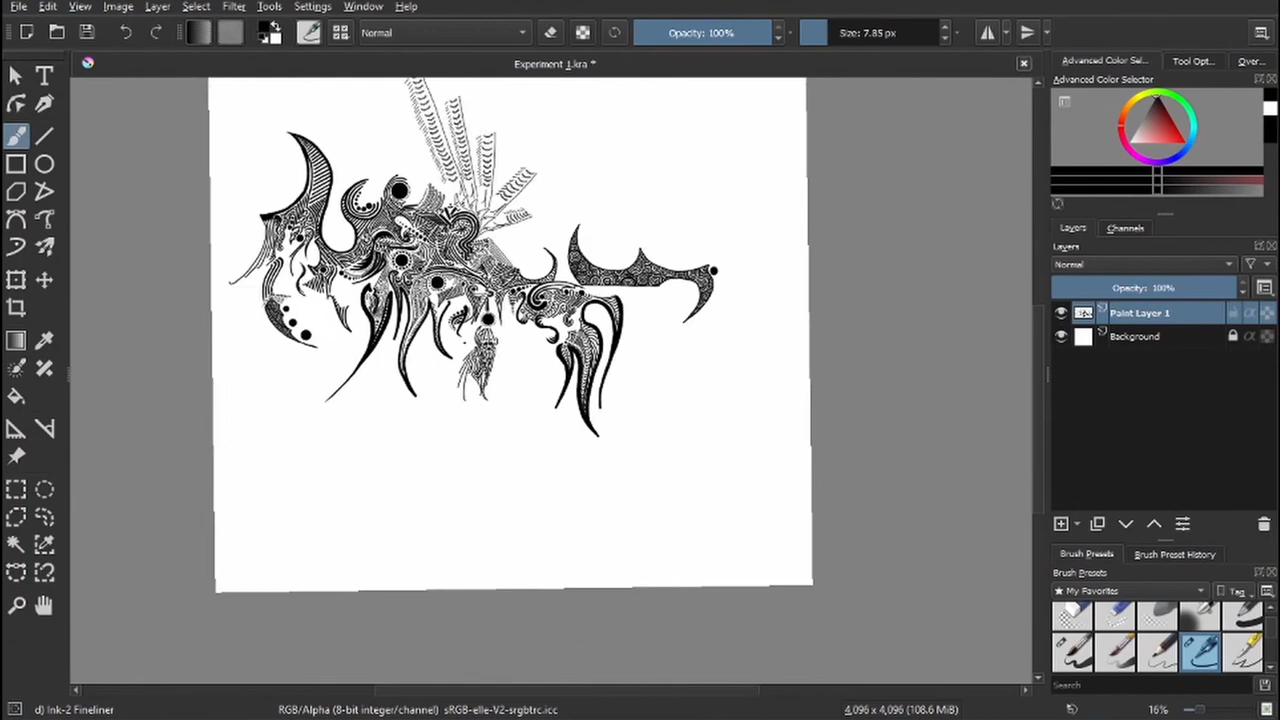 File Edit View Image Layer Select Filter Tools Settings Window Help
Normal Opacity: 100% Size: 7.85 px
Experiment 1.kra *
Advanced Color Sel... Tool Opt... Over...
Advanced Color Selector
Layers Channels
Layers
Normal
Opacity: 100%
Paint Layer 1
Background
Brush Presets Brush Preset History
Brush Presets
My Favorites Tag
Search
d) Ink-2 Fineliner RGB/Alpha (8-bit integer/channel) sRGB-elle-V2-srgbtrc.icc 4,096 x 4,096 (108.6 MiB) 16%